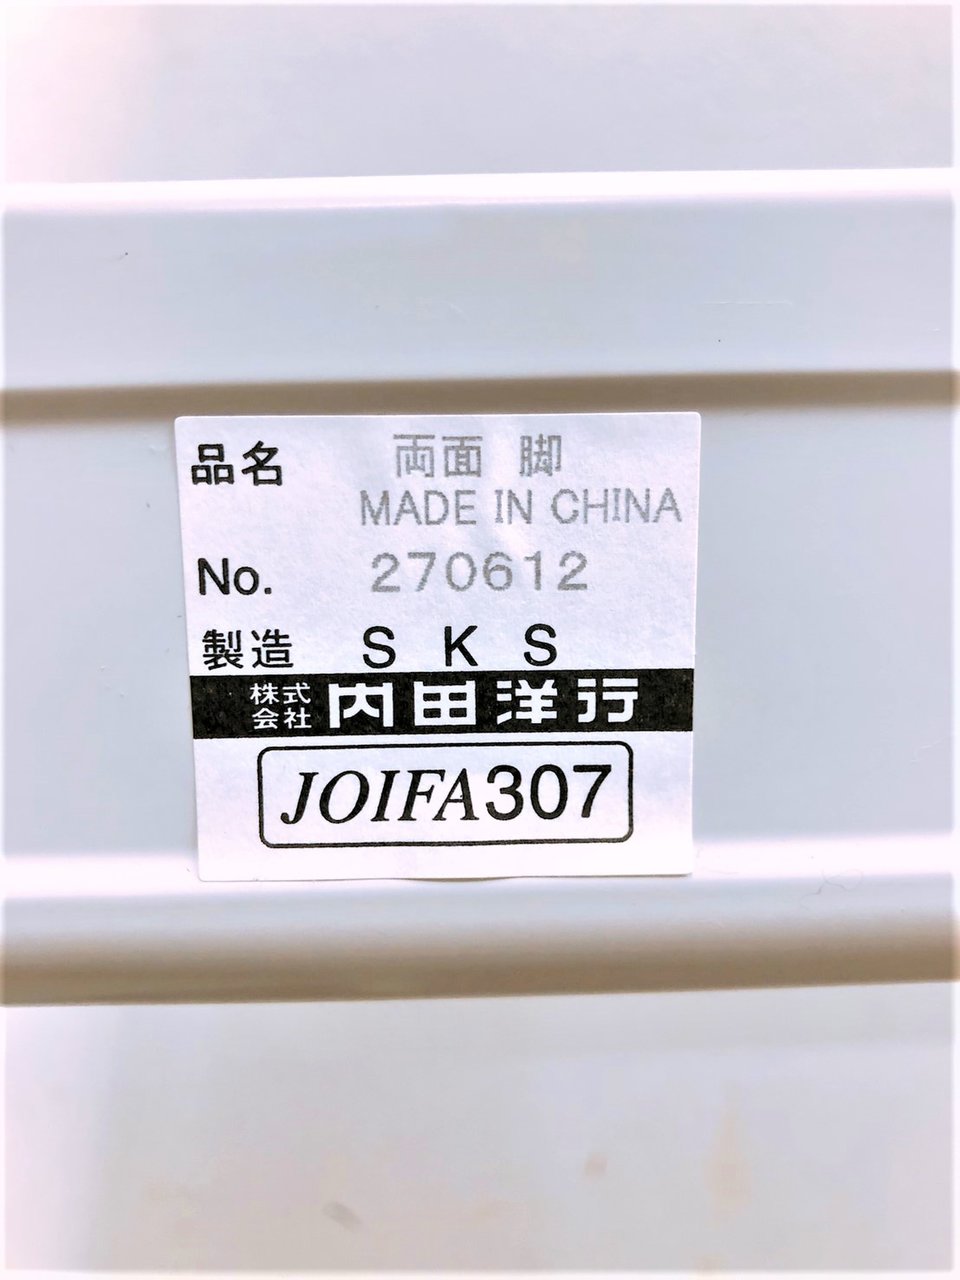 品名 両面 脚
MADE IN CHINA
No. 270612
製造 S K S
株式会社 内田洋行
JOIFA307